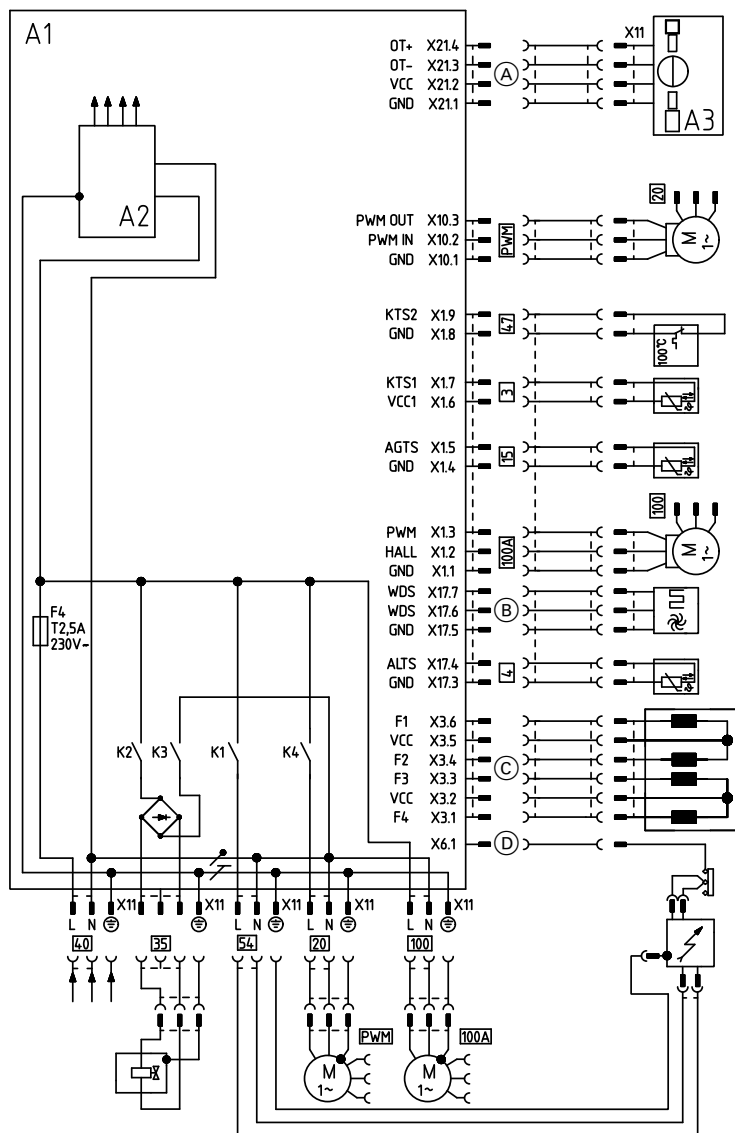 A1
OT+ X21.4
OT- X21.3
VCC X21.2
GND X21.1
A
X11
A3
A2
PWM OUT X10.3
PWM IN X10.2
GND X10.1
PWM
20
M
1~
KTS2 X1.9
GND X1.8
47
100°C
KTS1 X1.7
VCC1 X1.6
3
ϑ
AGTS X1.5
GND X1.4
15
ϑ
PWM X1.3
HALL X1.2
GND X1.1
100A
100
M
1~
WDS X17.7
WDS X17.6
GND X17.5
B
F4
T2,5A
230V~
ALTS X17.4
GND X17.3
4
ϑ
F1 X3.6
VCC X3.5
F2 X3.4
F3 X3.3
VCC X3.2
F4 X3.1
C
K2 K3 K1 K4
X6.1
D
X11 X11 X11 X11 X11
L N L N L N L N
40 35 54 20 100
PWM
100A
M
1~
M
1~